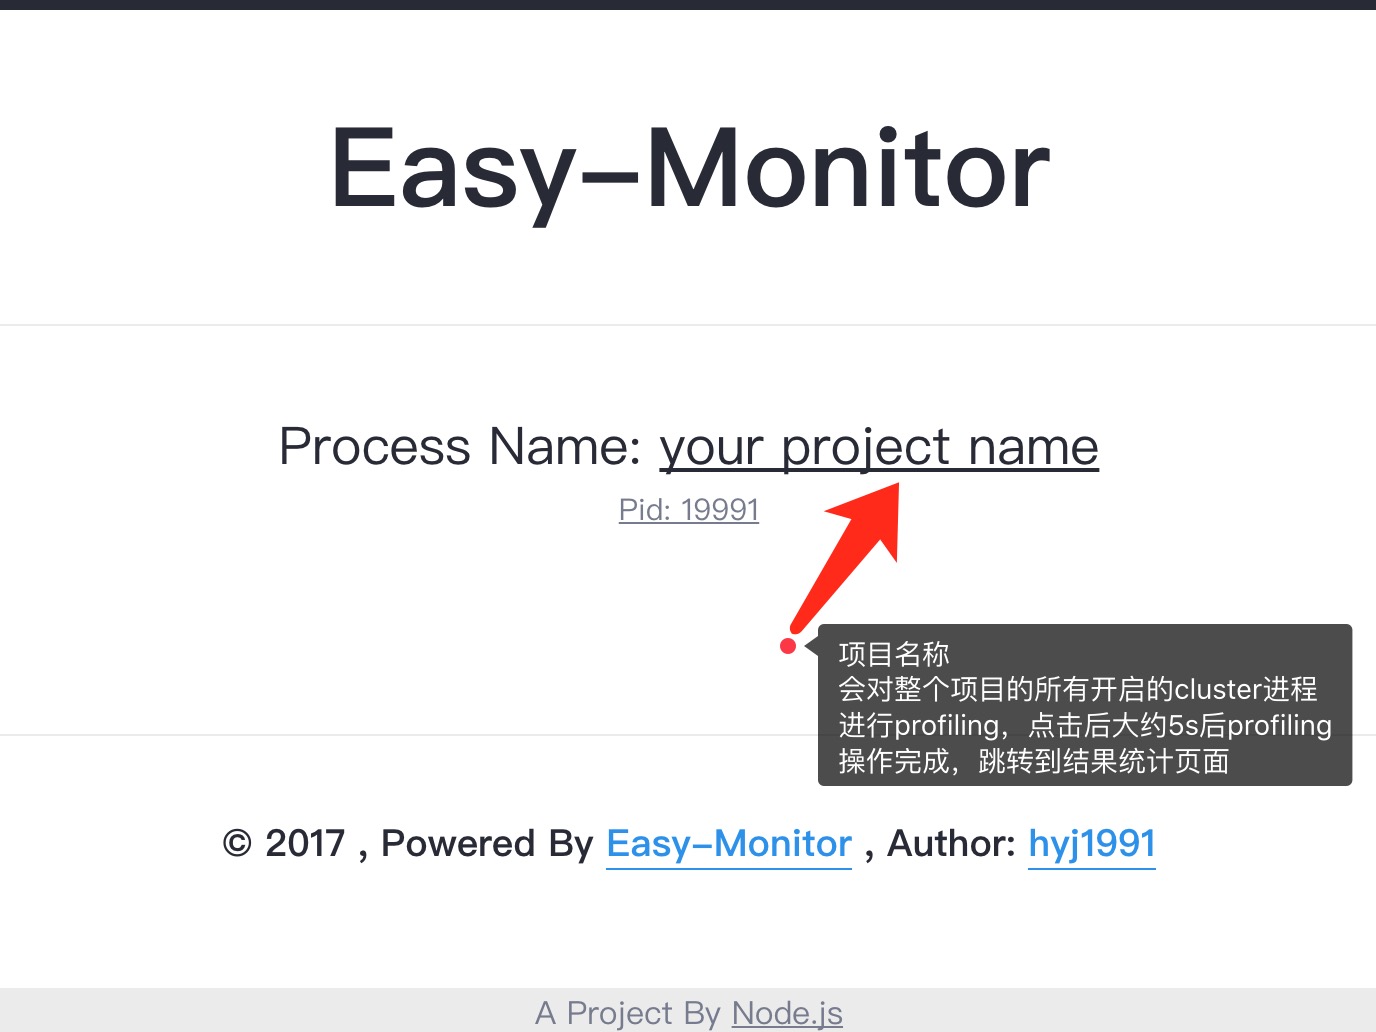 Easy-Monitor
Process Name: your project name
Pid: 19991
项目名称
会对整个项目的所有开启的cluster进程
进行profiling，点击后大约5s后profiling
操作完成，跳转到结果统计页面
© 2017 , Powered By Easy-Monitor , Author: hyj1991
A Project By Node.js